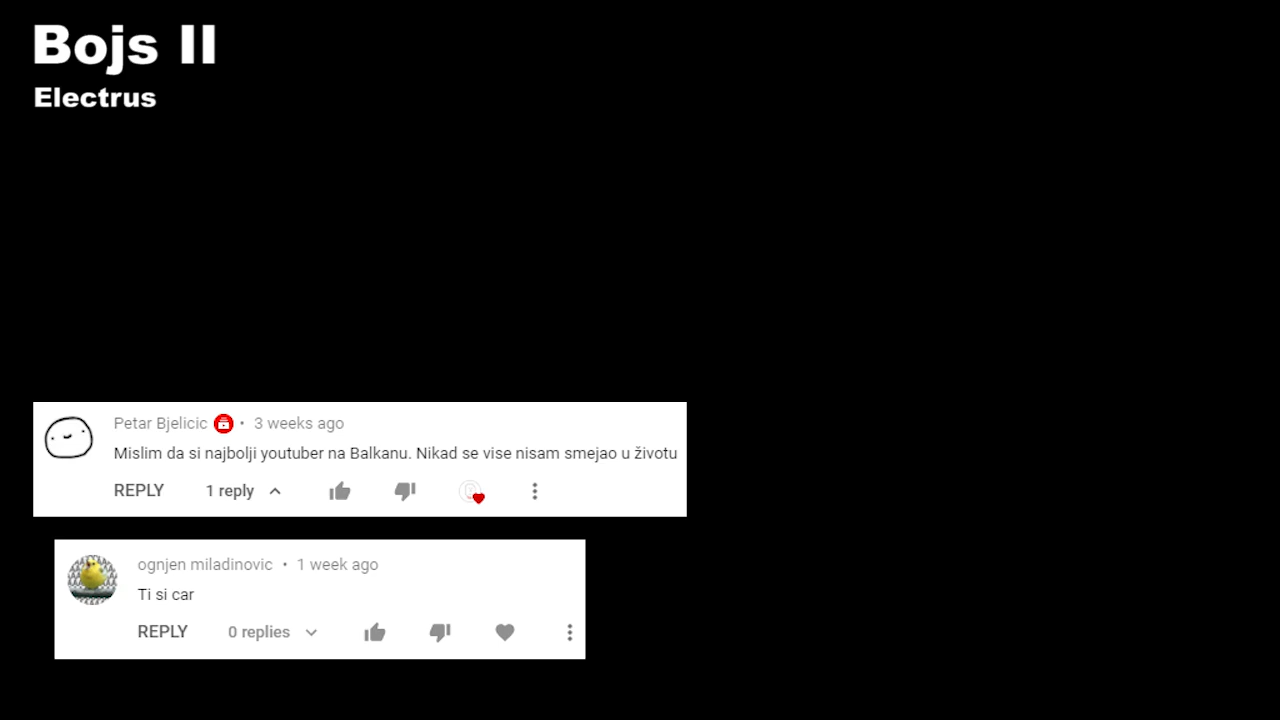 Bojs II
Electrus
Petar Bjelicic • 3 weeks ago
Mislim da si najbolji youtuber na Balkanu. Nikad se vise nisam smejao u životu
REPLY 1 reply
ognjen miladinovic • 1 week ago
Ti si car
REPLY 0 replies